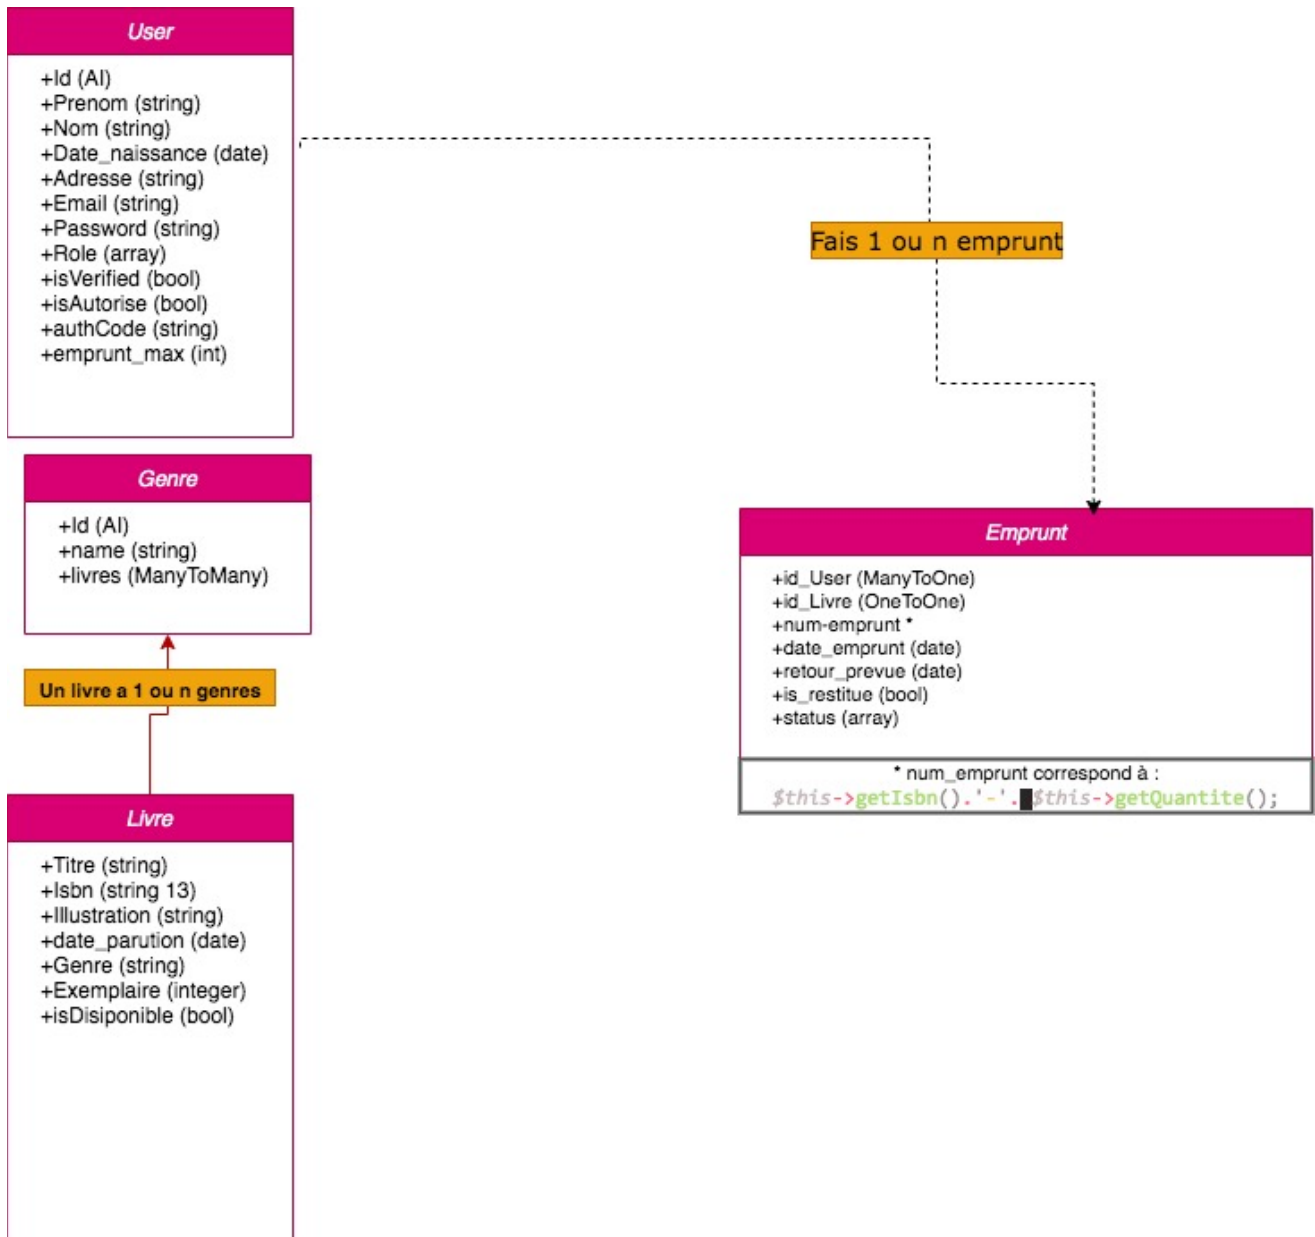 User
+Id (AI)
+Prenom (string)
+Nom (string)
+Date_naissance (date)
+Adresse (string)
+Email (string)
+Password (string)
+Role (array)
+isVerified (bool)
+isAutorise (bool)
+authCode (string)
+emprunt_max (int)
Fais 1 ou n emprunt
Genre
+Id (AI)
+name (string)
+livres (ManyToMany)
Un livre a 1 ou n genres
Emprunt
+id_User (ManyToOne)
+id_Livre (OneToOne)
+num-emprunt *
+date_emprunt (date)
+retour_prevue (date)
+is_restitue (bool)
+status (array)
* num_emprunt correspond à :
$this->getIsbn().'-'. $this->getQuantite();
Livre
+Titre (string)
+Isbn (string 13)
+Illustration (string)
+date_parution (date)
+Genre (string)
+Exemplaire (integer)
+isDisiponible (bool)